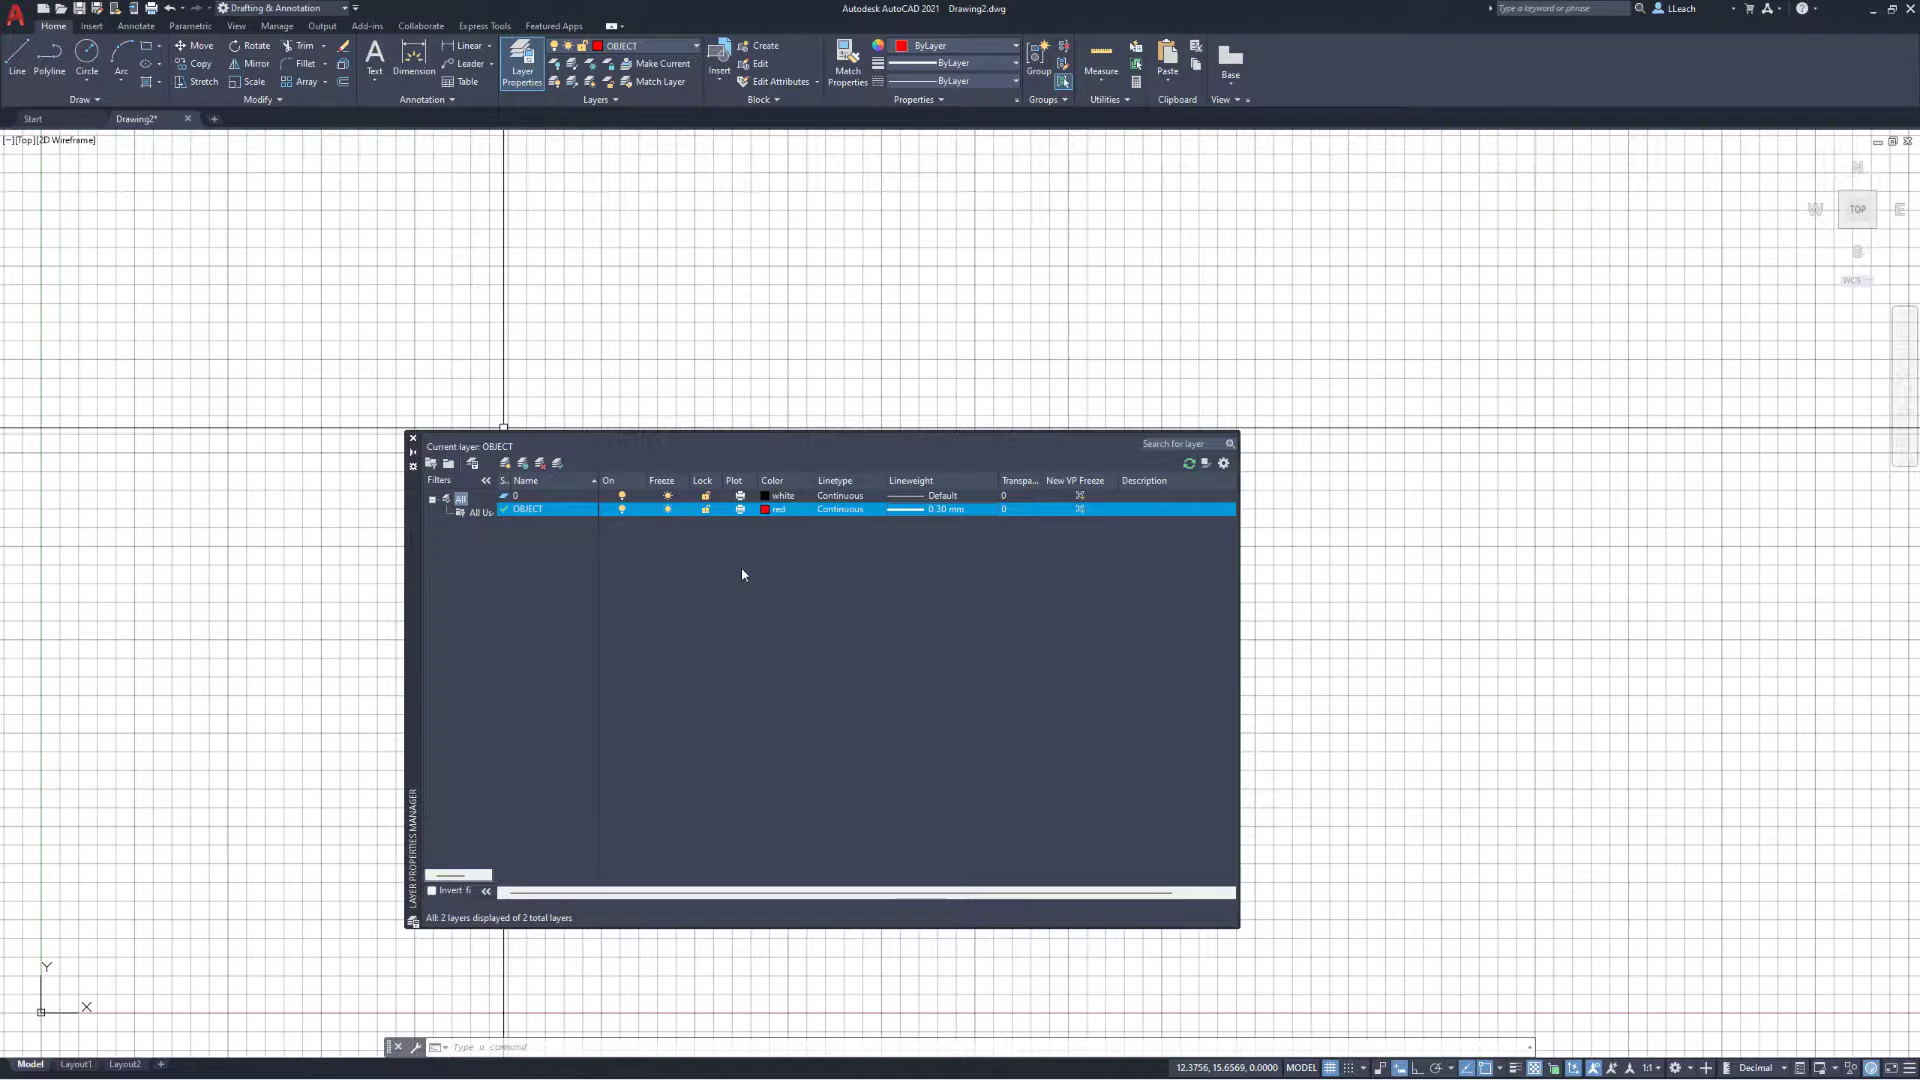 Drafting & Annotation
Autodesk AutoCAD 2021 Drawing2.dwg
Type a keyword or phrase
LLeach
Home Insert Annotate Parametric View Manage Output Add-ins Collaborate Express Tools Featured Apps
Line Polyline Circle Arc
Move Rotate Trim
Copy Mirror Fillet
Stretch Scale Array
Text Dimension
Linear
Leader
Table
Layer Properties
OBJECT
Make Current
Match Layer
Insert
Create
Edit
Edit Attributes
Match Properties
ByLayer
ByLayer
ByLayer
Group
Measure
Paste
Base
Draw Modify Annotation Layers Block Properties Groups Utilities Clipboard View
Start Drawing2*
[−][Top][2D Wireframe]
N
W TOP E
S
WCS
Current layer: OBJECT
Search for layer
Filters
S.. Name On Freeze Lock Plot Color Linetype Lineweight Transpa... New VP Freeze Description
All
All Us
0 white Continuous Default 0
OBJECT red Continuous 0.30 mm 0
LAYER PROPERTIES MANAGER
Invert fi
All: 2 layers displayed of 2 total layers
Y
X
Type a command
Model Layout1 Layout2
12.3756, 15.6569, 0.0000 MODEL
1:1
Decimal